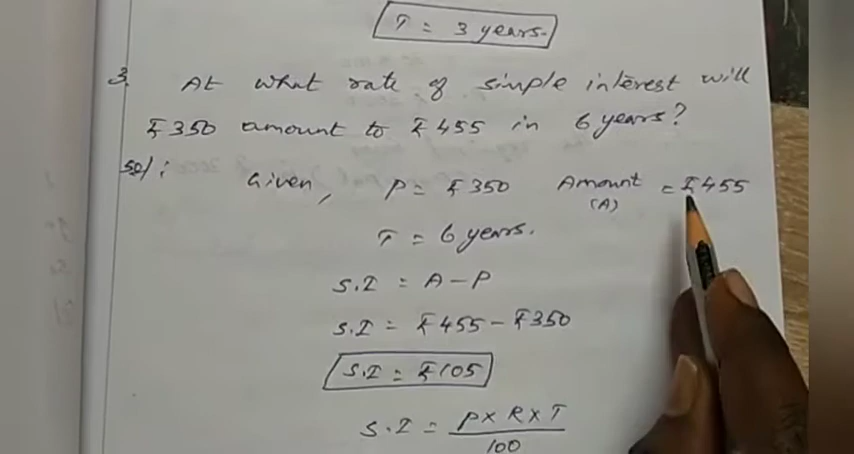 T = 3 years.
3. At what rate of simple interest will
₹350 amount to ₹455 in 6 years?
Sol:
Given, P = ₹350 Amount = ₹455
(A)
T = 6 years.
S.I = A - P
S.I = ₹455 - ₹350
S.I = ₹105
S.I = P × R × T
100